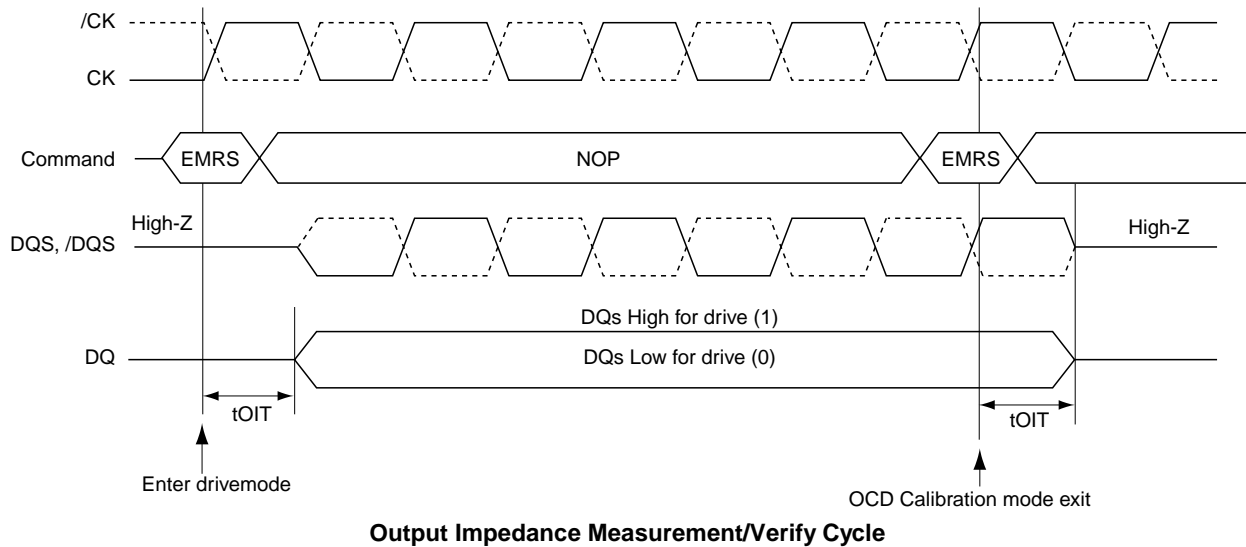 /CK
CK
Command
EMRS
NOP
EMRS
High-Z
DQS, /DQS
High-Z
DQs High for drive (1)
DQ
DQs Low for drive (0)
tOIT
tOIT
Enter drivemode
OCD Calibration mode exit
Output Impedance Measurement/Verify Cycle